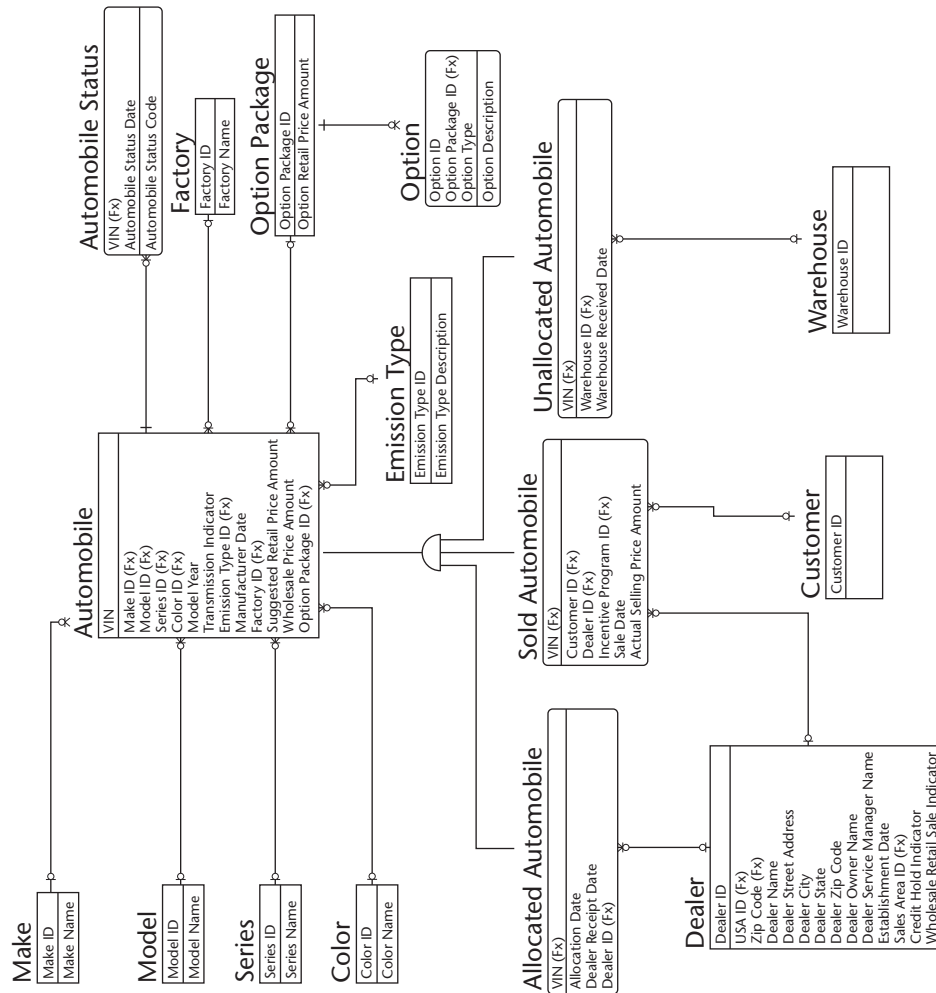 Make
Make ID
Make Name
Model
Model ID
Model Name
Series
Series ID
Series Name
Color
Color ID
Color Name
Automobile
VIN
Make ID (Fx)
Model ID (Fx)
Series ID (Fx)
Color ID (Fx)
Model Year
Transmission Indicator
Emission Type ID (Fx)
Manufacturer Date
Factory ID (Fx)
Suggested Retail Price Amount
Wholesale Price Amount
Option Package ID (Fx)
Automobile Status
VIN (Fx)
Automobile Status Date
Automobile Status Code
Factory
Factory ID
Factory Name
Option Package
Option Package ID
Option Retail Price Amount
Emission Type
Emission Type ID
Emission Type Description
Option
Option ID
Option Package ID (Fx)
Option Type
Option Description
Allocated Automobile
VIN (Fx)
Allocation Date
Dealer Receipt Date
Dealer ID (Fx)
Sold Automobile
VIN (Fx)
Customer ID (Fx)
Dealer ID (Fx)
Incentive Program ID (Fx)
Sale Date
Actual Selling Price Amount
Unallocated Automobile
VIN (Fx)
Warehouse ID (Fx)
Warehouse Received Date
Dealer
Dealer ID
USA ID (Fx)
Zip Code (Fx)
Dealer Name
Dealer Street Address
Dealer City
Dealer State
Dealer Zip Code
Dealer Owner Name
Dealer Service Manager Name
Establishment Date
Sales Area ID (Fx)
Credit Hold Indicator
Wholesale Retail Sale Indicator
Customer
Customer ID
Warehouse
Warehouse ID